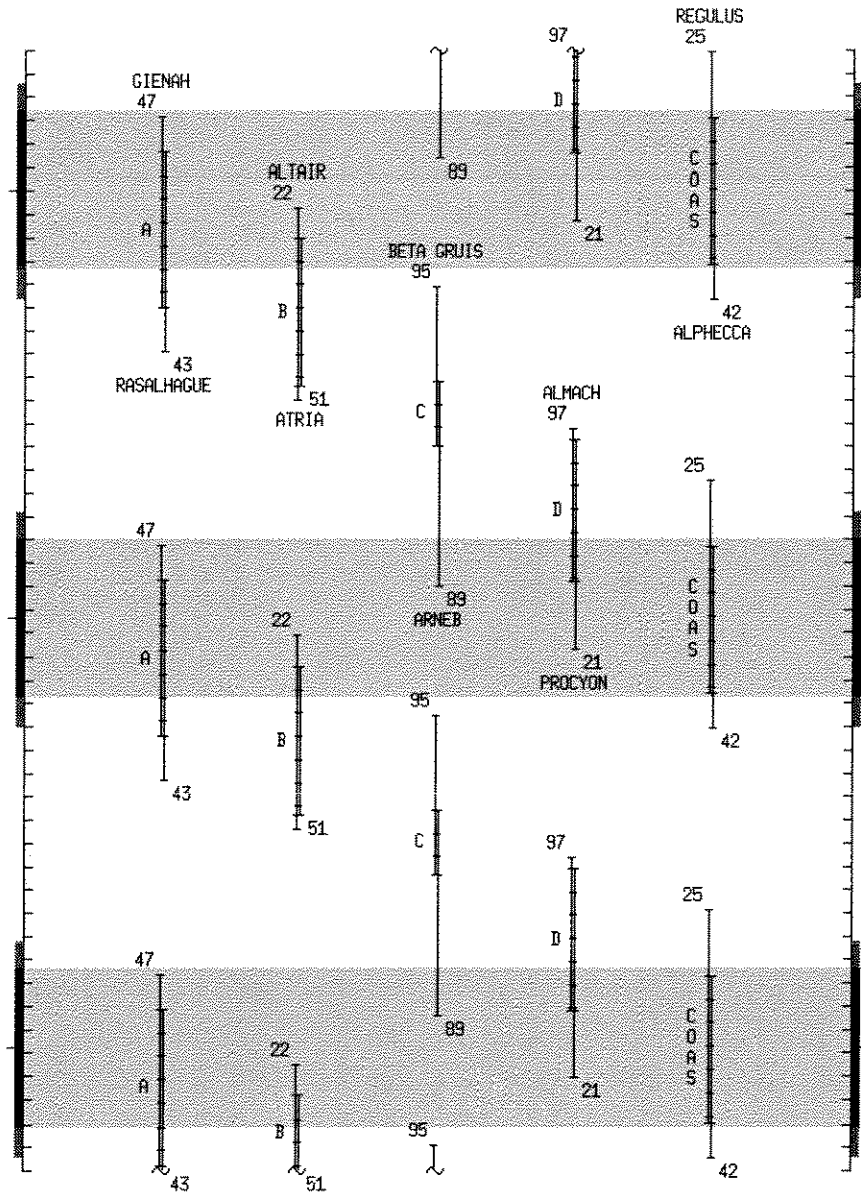 REGULUS
97
25
GIENAH
47
D
ALTAIR
22
89
C
O
A
S
A
21
BETA GRUIS
95
B
42
ALPHECCA
43
RASALHAGUE
51
ATRIA
C
ALMACH
97
25
D
47
89
ARNEB
C
O
A
S
22
A
21
PROCYON
95
B
42
43
51
C
97
25
D
47
89
C
O
A
S
22
A
21
B
95
43
51
42